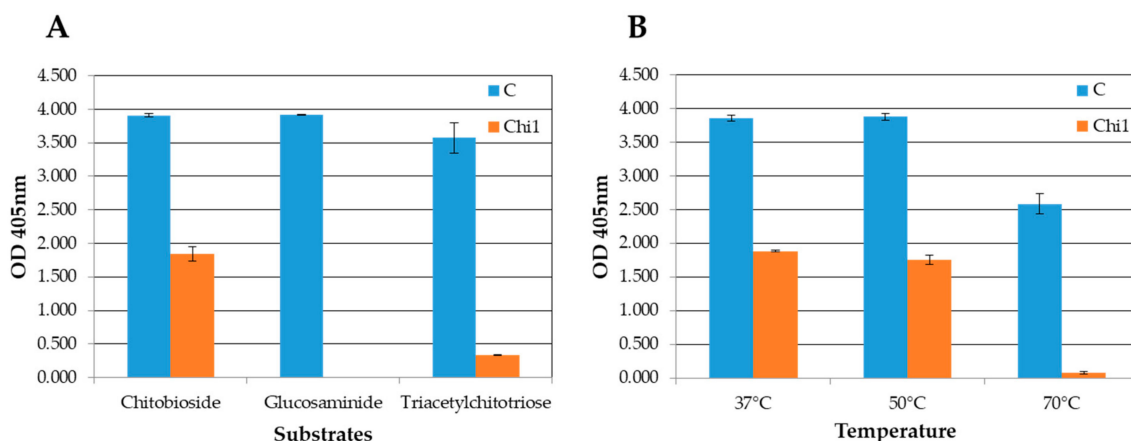 A
4.500
4.000
3.500
3.000
2.500
2.000
1.500
1.000
0.500
0.000
OD 405nm
C
Chi1
Chitobioside Glucosaminide Triacetylchitotriose
Substrates
B
4.500
4.000
3.500
3.000
2.500
2.000
1.500
1.000
0.500
0.000
OD 405nm
C
Chi1
37°C 50°C 70°C
Temperature